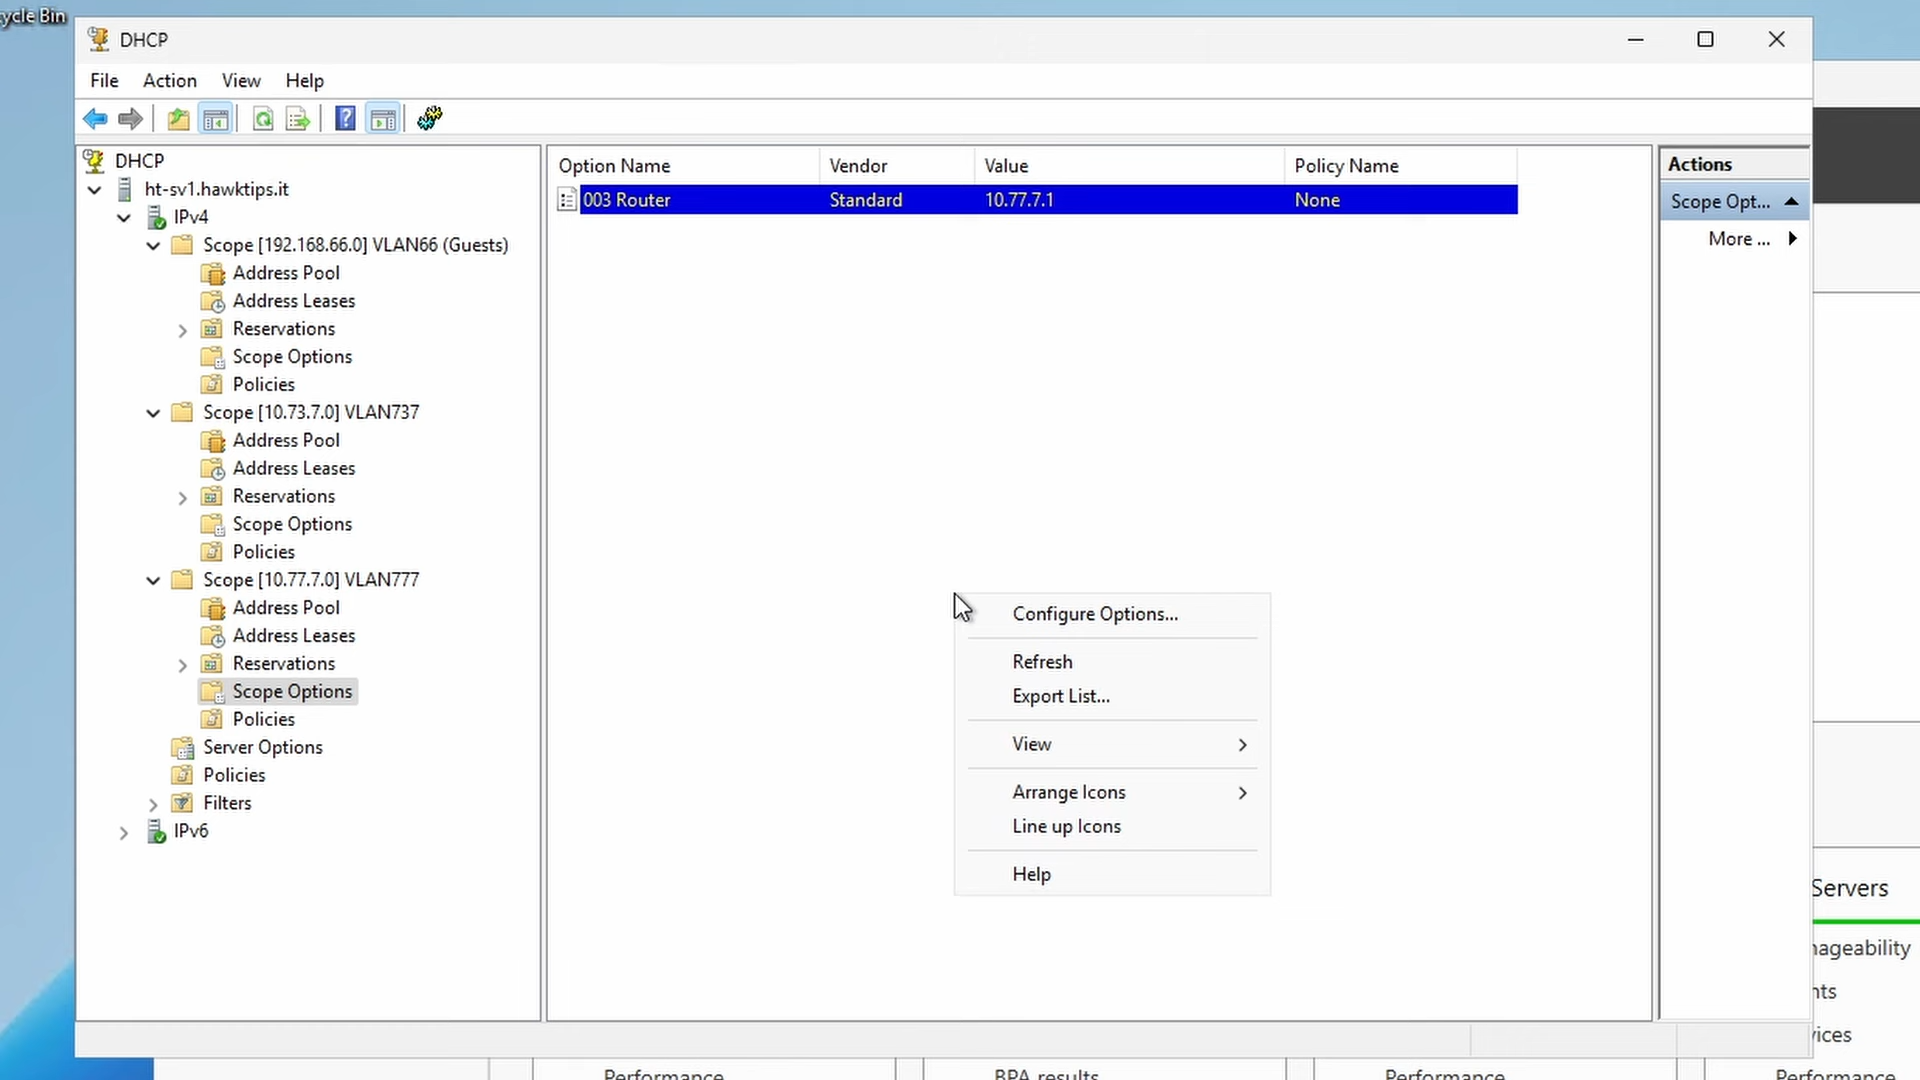 ycle Bin
DHCP
File Action View Help
DHCP
ht-sv1.hawktips.it
IPv4
Scope [192.168.66.0] VLAN66 (Guests)
Address Pool
Address Leases
Reservations
Scope Options
Policies
Scope [10.73.7.0] VLAN737
Address Pool
Address Leases
Reservations
Scope Options
Policies
Scope [10.77.7.0] VLAN777
Address Pool
Address Leases
Reservations
Scope Options
Policies
Server Options
Policies
Filters
IPv6
Option Name Vendor Value Policy Name
003 Router Standard 10.77.7.1 None
Configure Options...
Refresh
Export List...
View
Arrange Icons
Line up Icons
Help
Actions
Scope Opt...
More ...
Servers
nageability
nts
vices
Performance BPA results Performance Performance